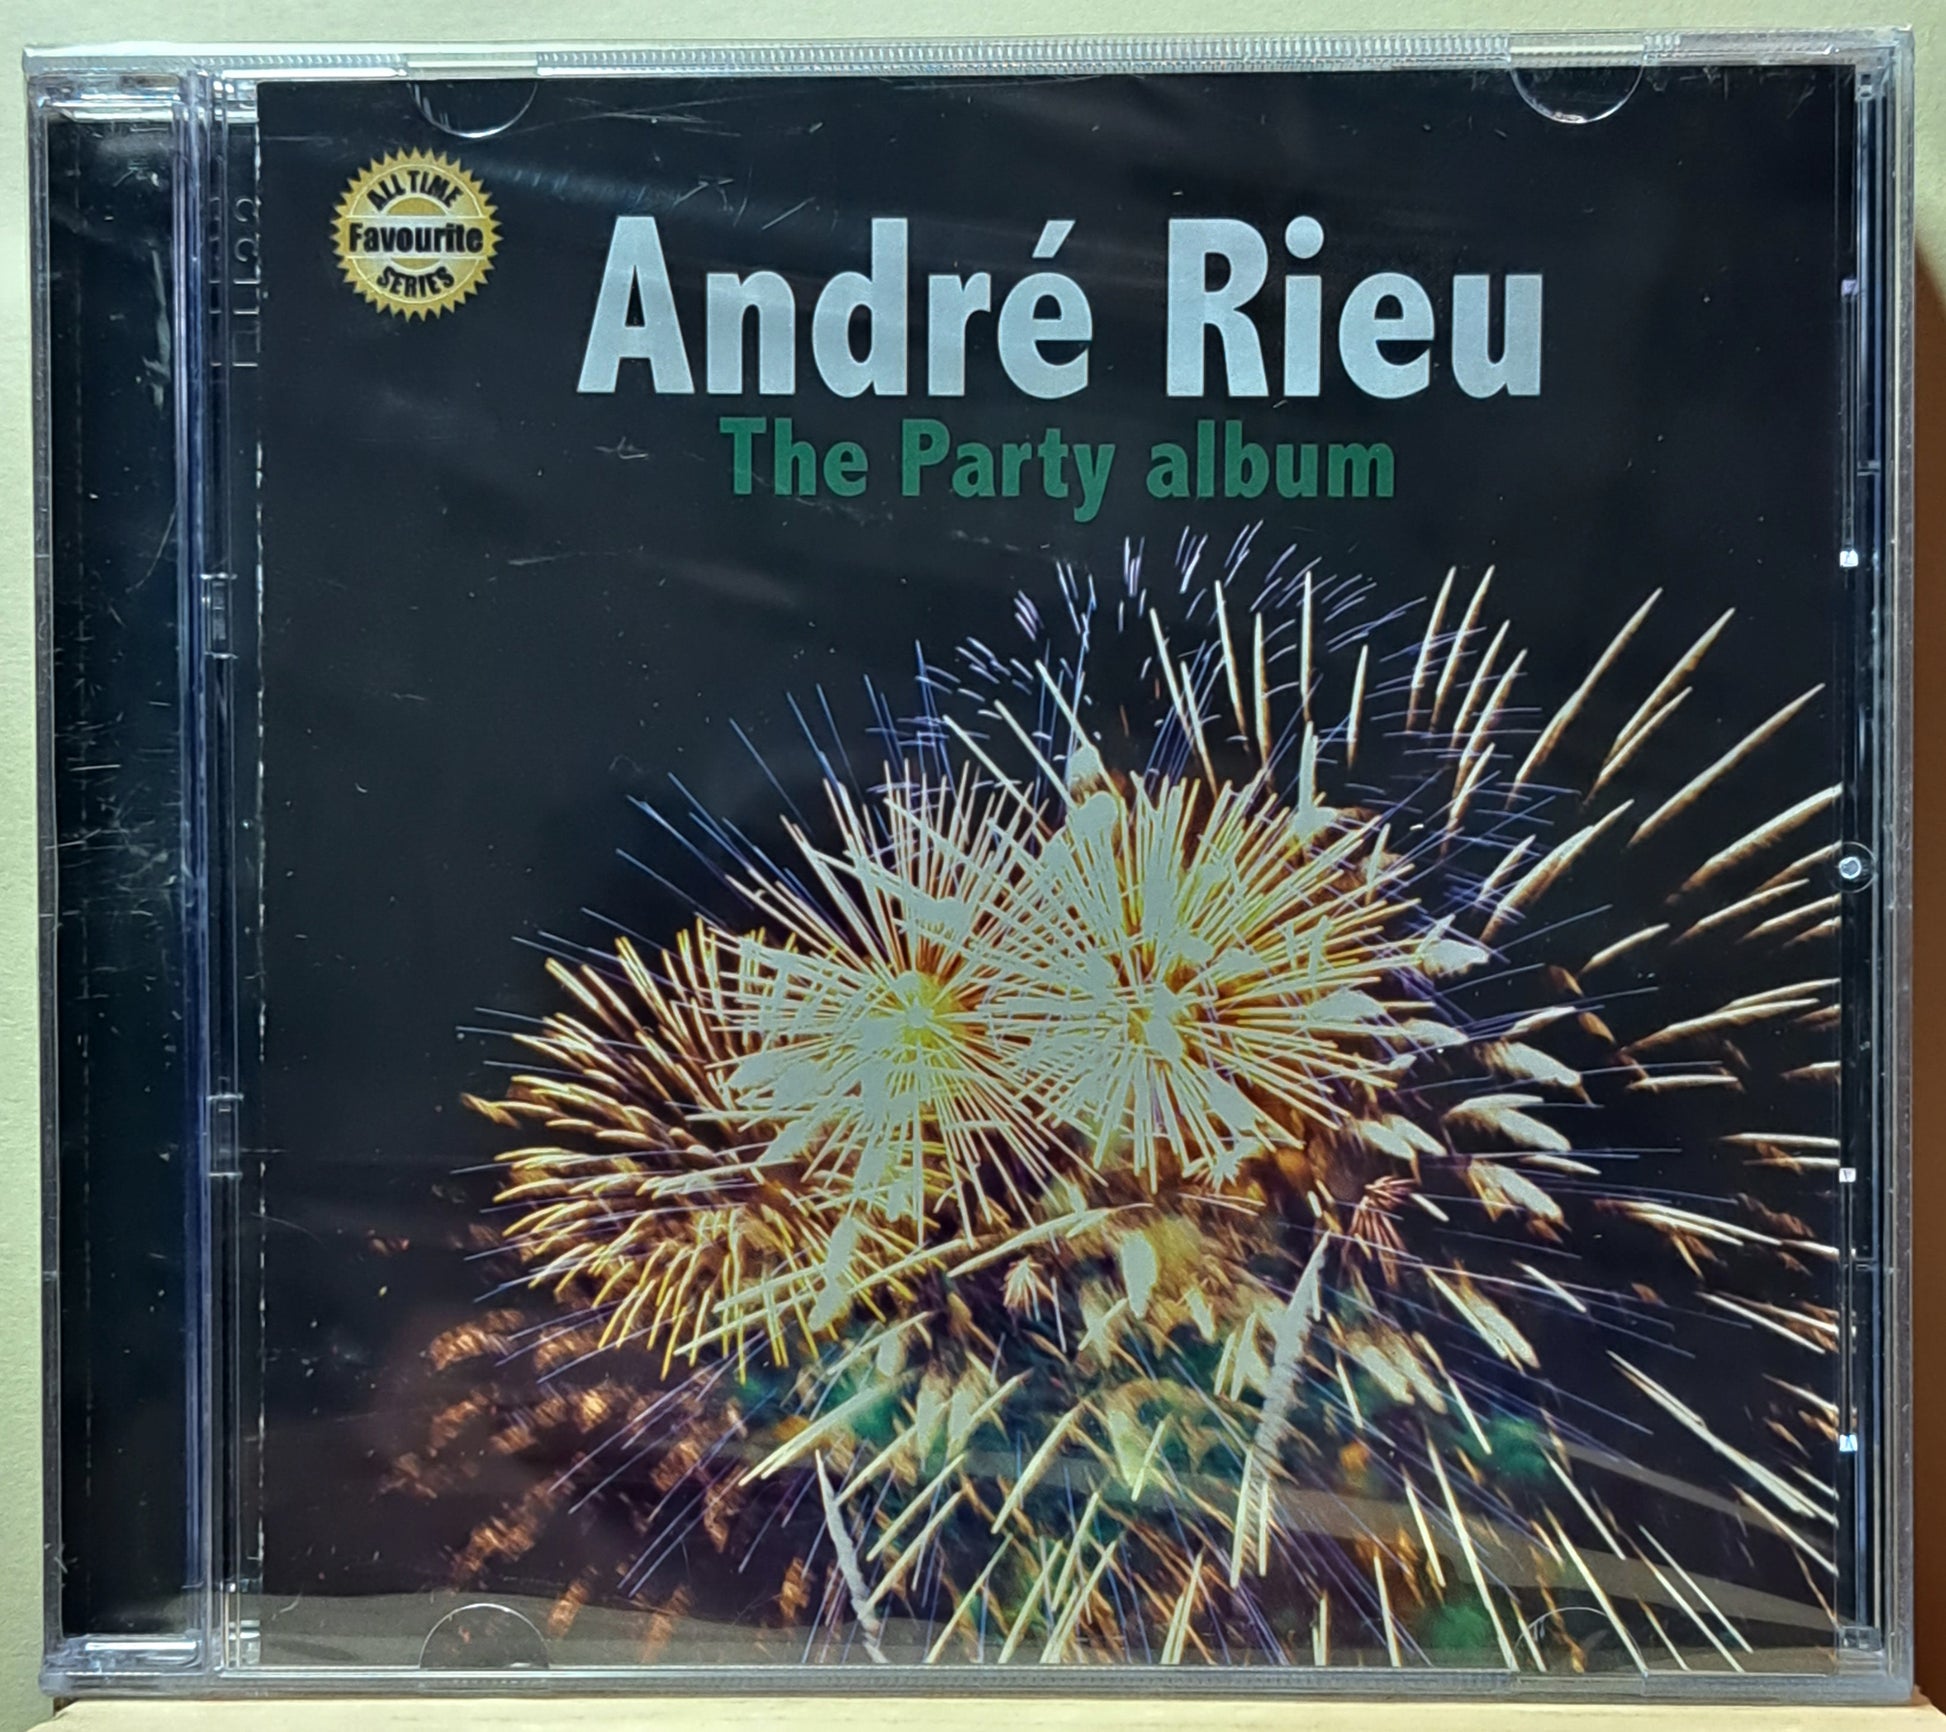 ALL TIME
Favourite
SERIES
André Rieu
The Party album